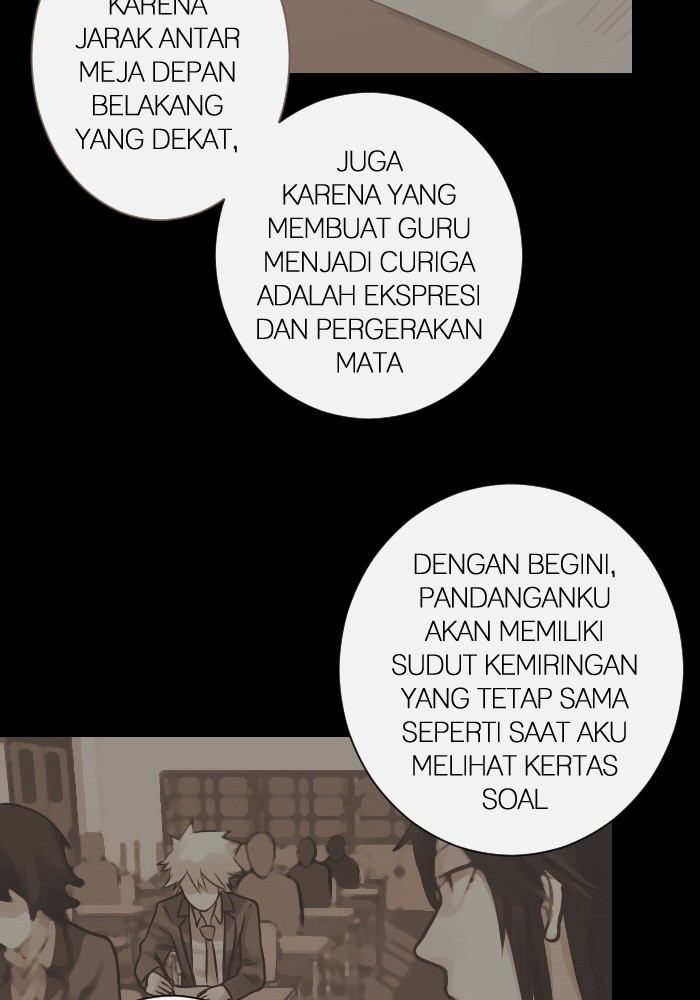 KARENA
JARAK ANTAR
MEJA DEPAN
BELAKANG
YANG DEKAT,
JUGA
KARENA YANG
MEMBUAT GURU
MENJADI CURIGA
ADALAH EKSPRESI
DAN PERGERAKAN
MATA
DENGAN BEGINI,
PANDANGANKU
AKAN MEMILIKI
SUDUT KEMIRINGAN
YANG TETAP SAMA
SEPERTI SAAT AKU
MELIHAT KERTAS
SOAL